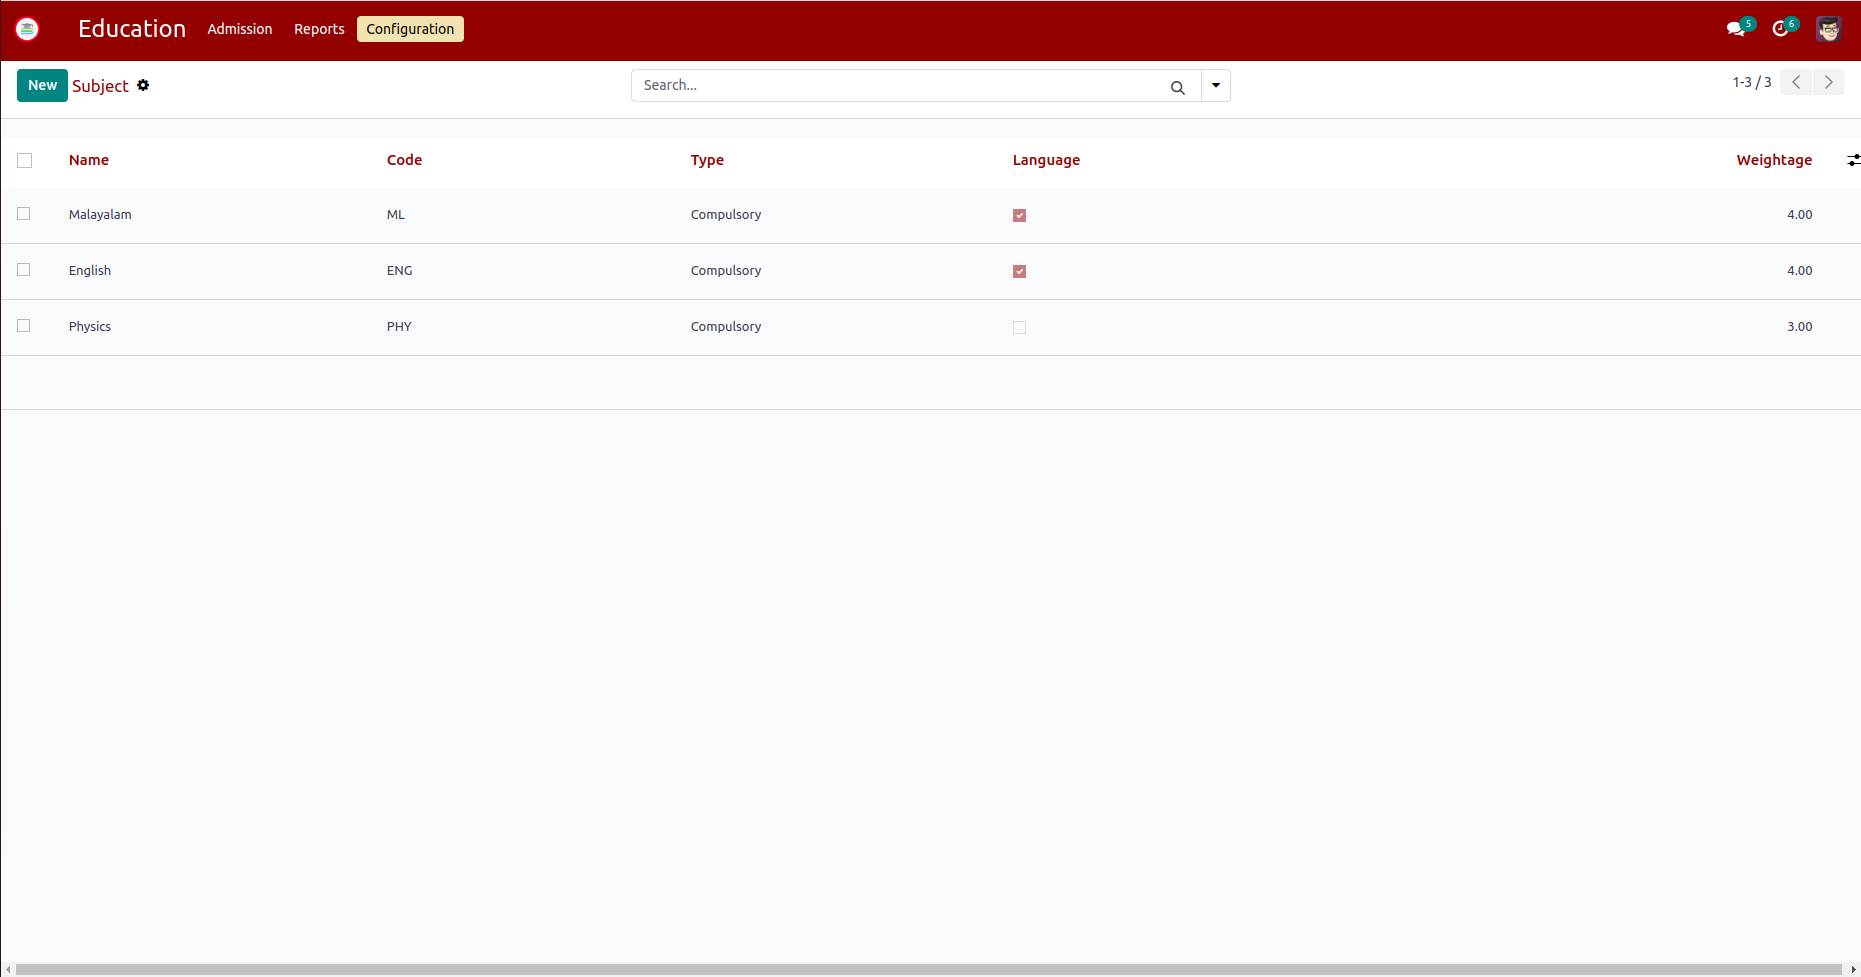 Education Admission Reports Configuration 5 6
New Subject Search... 1-3 / 3
Name Code Type Language Weightage
Malayalam ML Compulsory 4.00
English ENG Compulsory 4.00
Physics PHY Compulsory 3.00